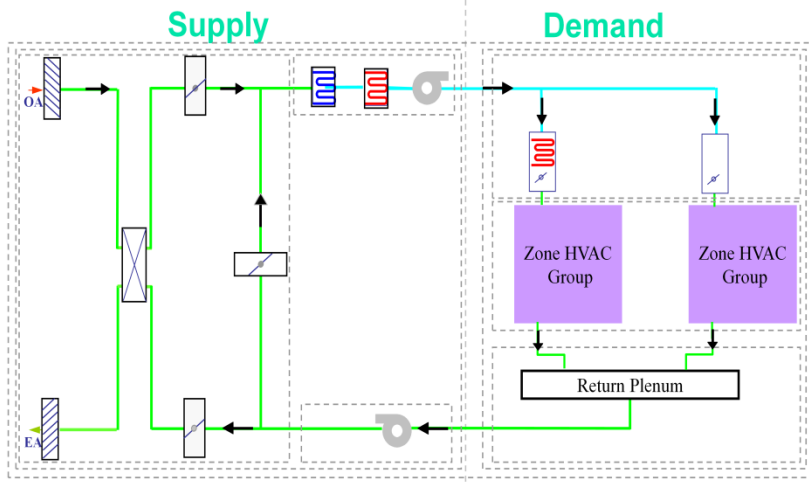 Supply
Demand
OA
Zone HVAC
Group
Zone HVAC
Group
Return Plenum
EA